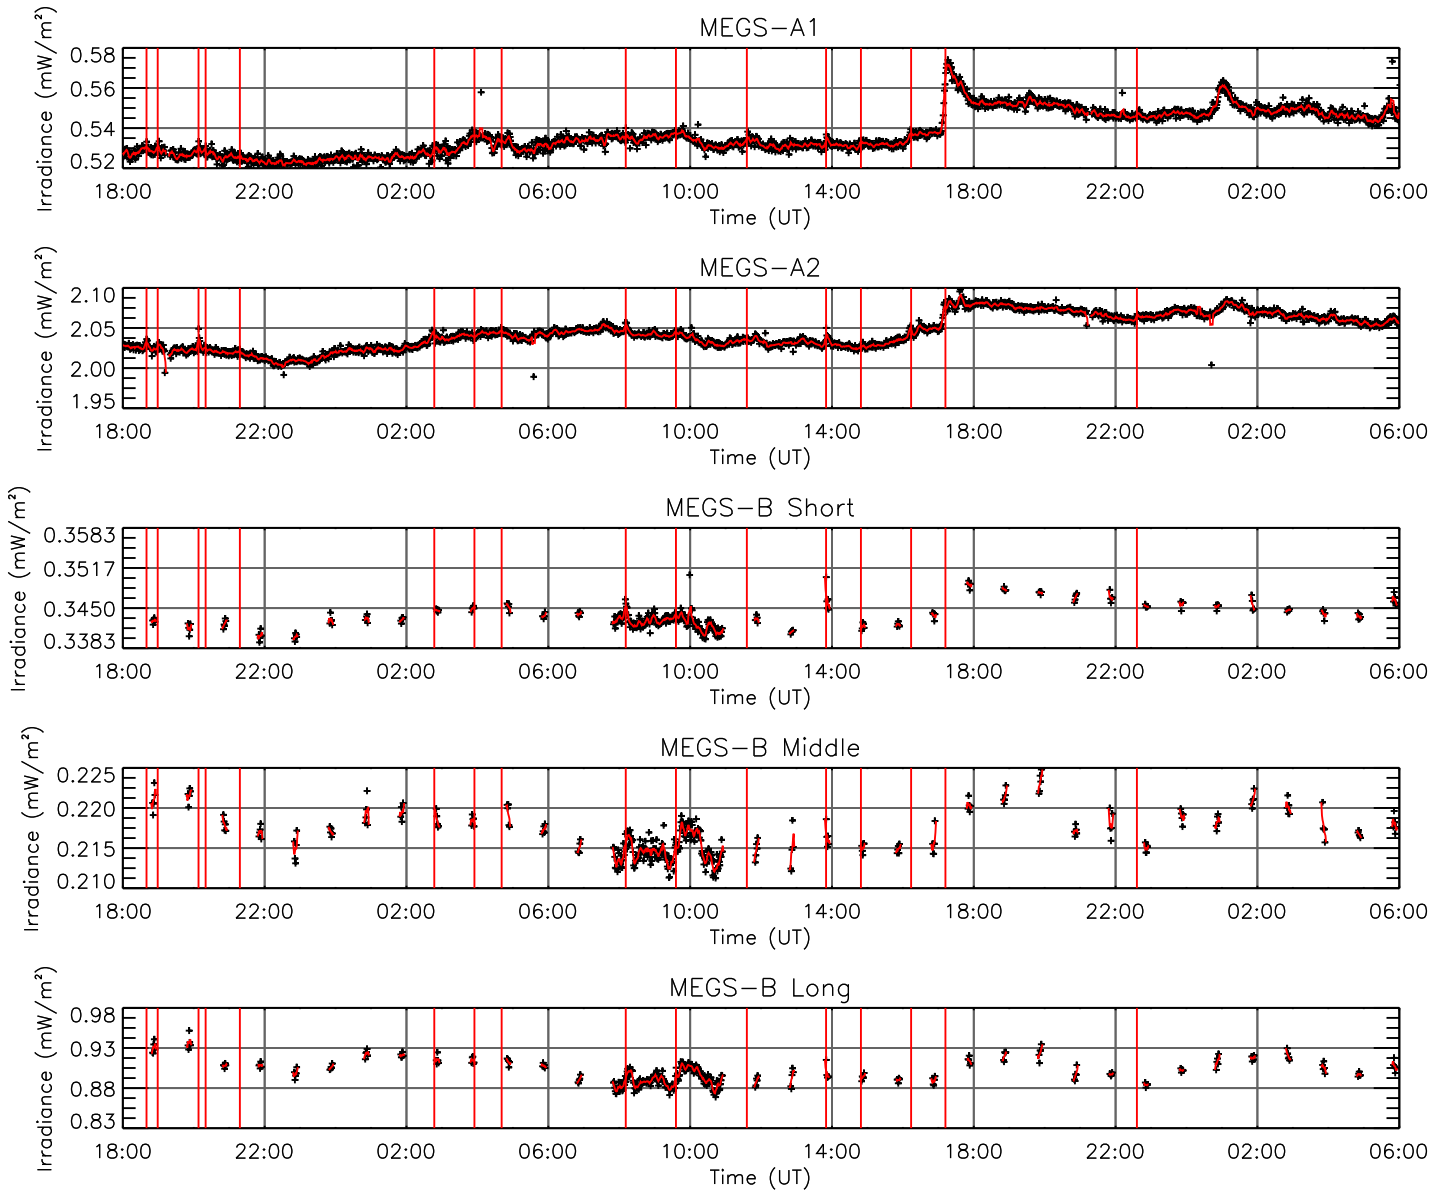 MEGS-A1
Irradiance (mW/m²)
0.58
0.56
0.54
0.52
18:00 22:00 02:00 06:00 10:00 14:00 18:00 22:00 02:00 06:00
Time (UT)
MEGS-A2
Irradiance (mW/m²)
2.10
2.05
2.00
1.95
18:00 22:00 02:00 06:00 10:00 14:00 18:00 22:00 02:00 06:00
Time (UT)
MEGS-B Short
Irradiance (mW/m²)
0.3583
0.3517
0.3450
0.3383
18:00 22:00 02:00 06:00 10:00 14:00 18:00 22:00 02:00 06:00
Time (UT)
MEGS-B Middle
Irradiance (mW/m²)
0.225
0.220
0.215
0.210
18:00 22:00 02:00 06:00 10:00 14:00 18:00 22:00 02:00 06:00
Time (UT)
MEGS-B Long
Irradiance (mW/m²)
0.98
0.93
0.88
0.83
18:00 22:00 02:00 06:00 10:00 14:00 18:00 22:00 02:00 06:00
Time (UT)